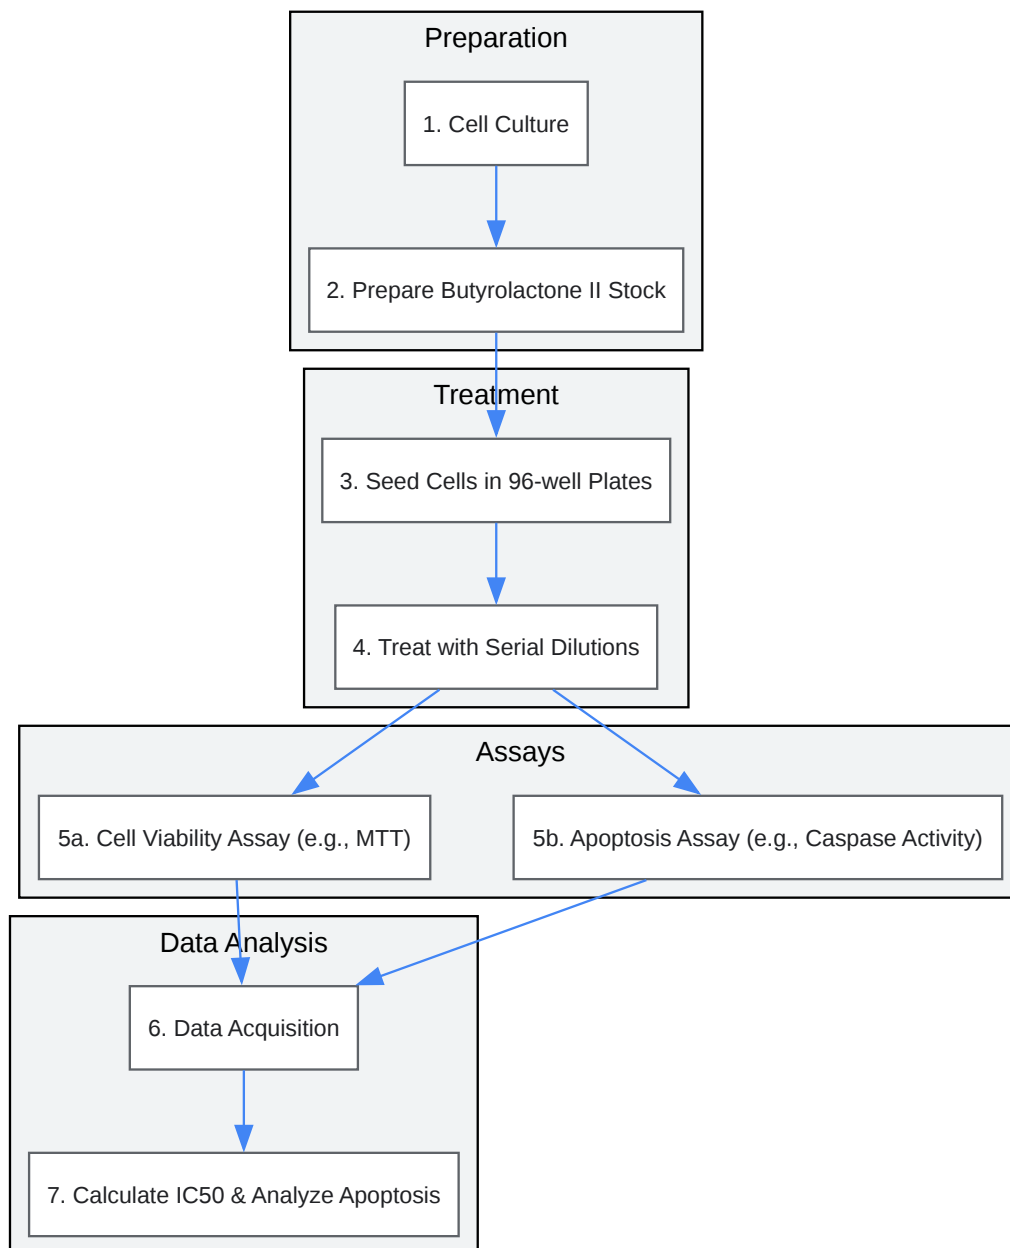 Preparation
1. Cell Culture
2. Prepare Butyrolactone II Stock
Treatment
3. Seed Cells in 96-well Plates
4. Treat with Serial Dilutions
Assays
5a. Cell Viability Assay (e.g., MTT)
5b. Apoptosis Assay (e.g., Caspase Activity)
Data Analysis
6. Data Acquisition
7. Calculate IC50 & Analyze Apoptosis